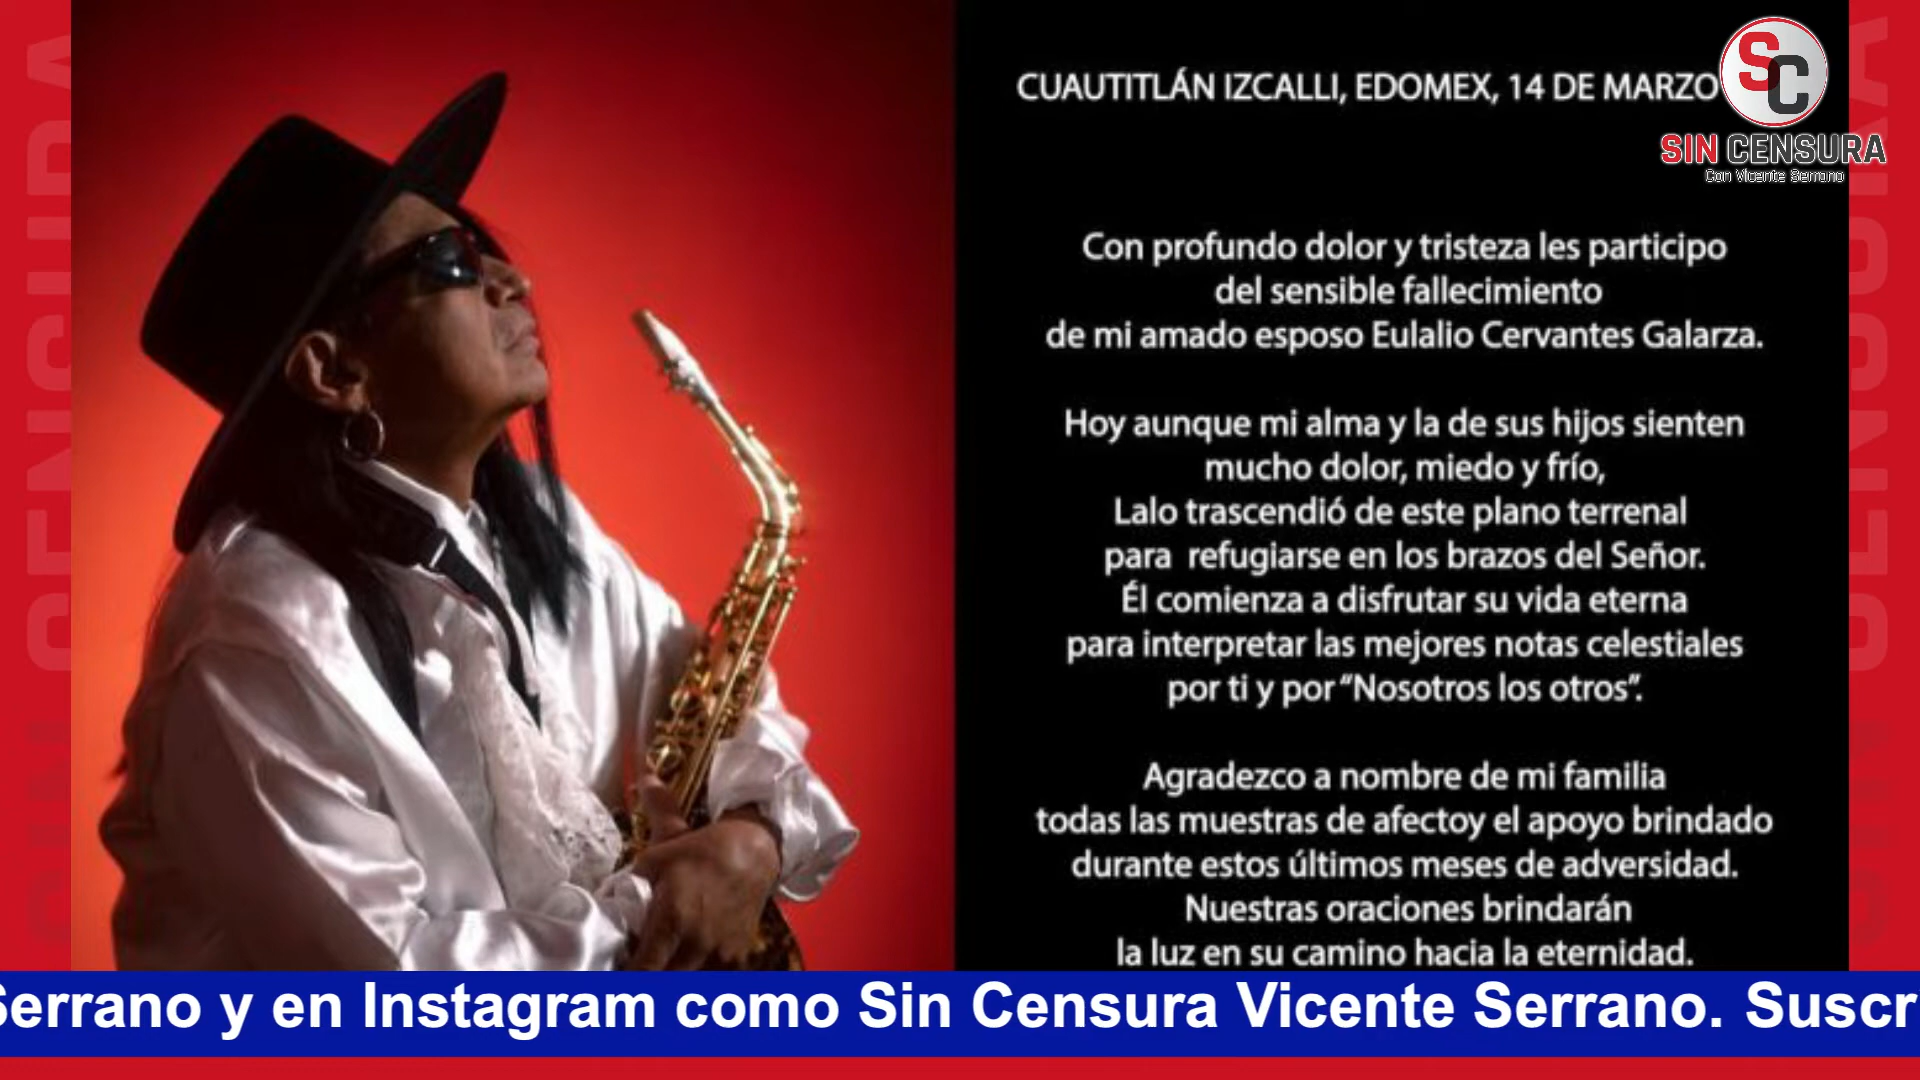 CUAUTITLÁN IZCALLI, EDOMEX, 14 DE MARZO
SC
SIN CENSURA
Con Vicente Serrano
Con profundo dolor y tristeza les participo
del sensible fallecimiento
de mi amado esposo Eulalio Cervantes Galarza.
Hoy aunque mi alma y la de sus hijos sienten
mucho dolor, miedo y frío,
Lalo trascendió de este plano terrenal
para refugiarse en los brazos del Señor.
Él comienza a disfrutar su vida eterna
para interpretar las mejores notas celestiales
por ti y por “Nosotros los otros”.
Agradezco a nombre de mi familia
todas las muestras de afectoy el apoyo brindado
durante estos últimos meses de adversidad.
Nuestras oraciones brindarán
la luz en su camino hacia la eternidad.
Serrano y en Instagram como Sin Censura Vicente Serrano. Suscr
SIN CENSURA
SIN CENSURA